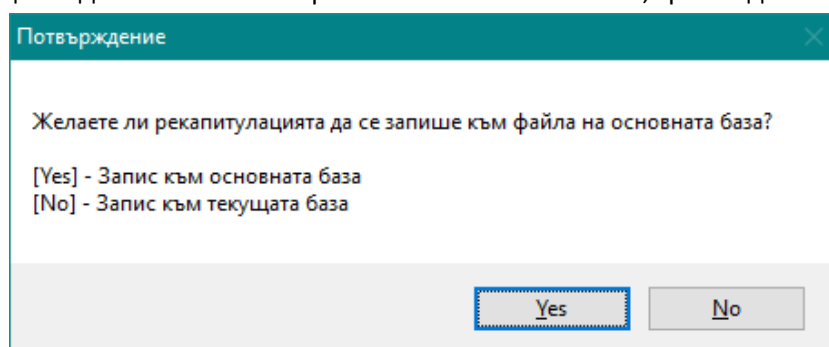 Потвърждение
Желаете ли рекапитулацията да се запише към файла на основната база?
[Yes] - Запис към основната база
[No] - Запис към текущата база
Yes
No